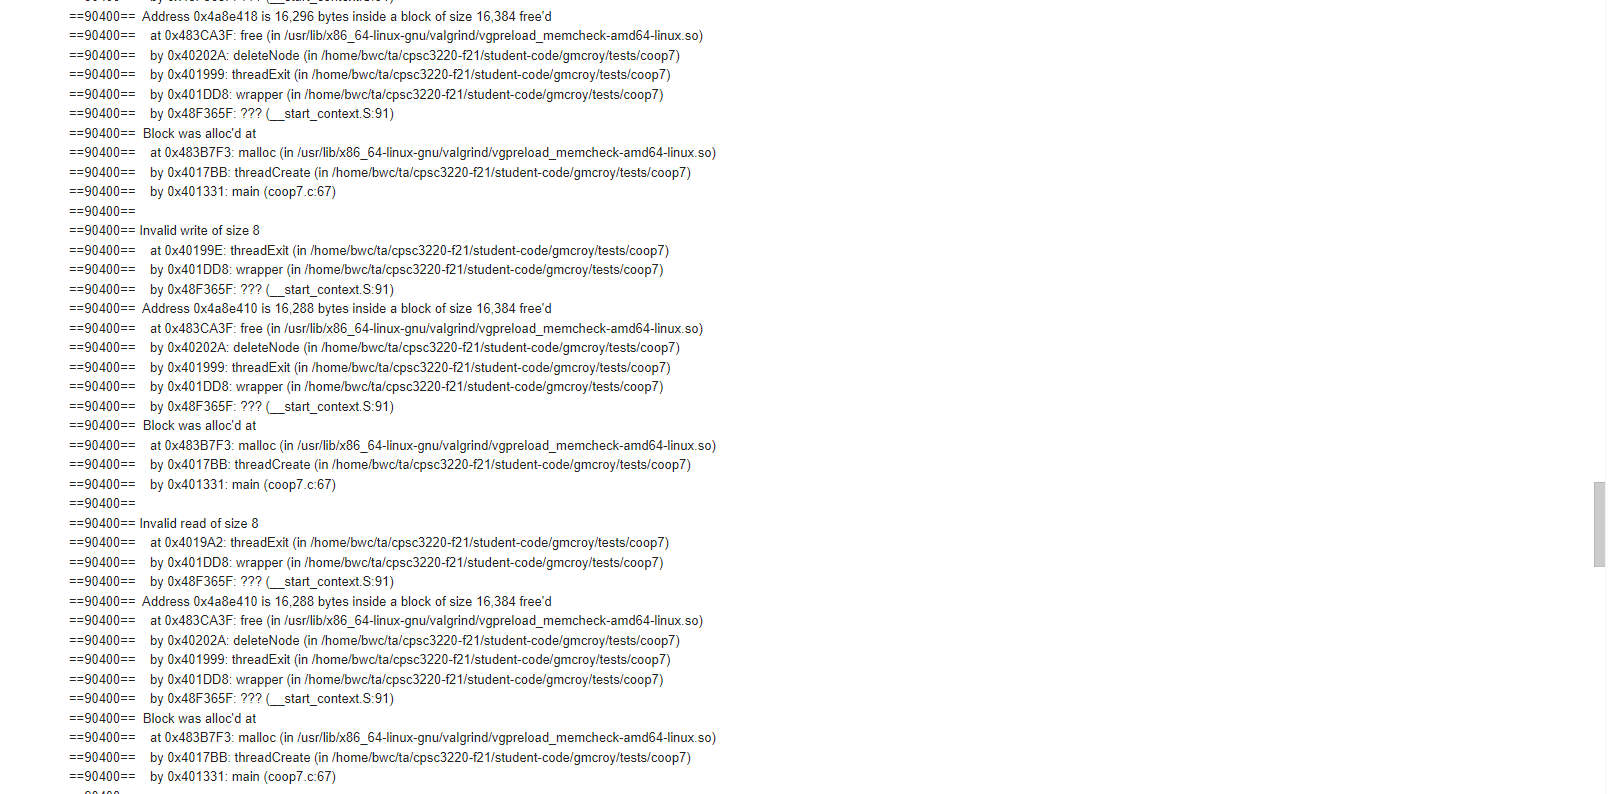 ==90400== Address 0x4a8e418 is 16,296 bytes inside a block of size 16,384 free'd
==90400== at 0x483CA3F: free (in /usr/lib/x86_64-linux-gnu/valgrind/vgpreload_memcheck-amd64-linux.so)
==90400== by 0x40202A: deleteNode (in /home/bwc/ta/cpsc3220-f21/student-code/gmcroy/tests/coop7)
==90400== by 0x401999: threadExit (in /home/bwc/ta/cpsc3220-f21/student-code/gmcroy/tests/coop7)
==90400== by 0x401DD8: wrapper (in /home/bwc/ta/cpsc3220-f21/student-code/gmcroy/tests/coop7)
==90400== by 0x48F365F: ??? (__start_context.S:91)
==90400== Block was alloc'd at
==90400== at 0x483B7F3: malloc (in /usr/lib/x86_64-linux-gnu/valgrind/vgpreload_memcheck-amd64-linux.so)
==90400== by 0x4017BB: threadCreate (in /home/bwc/ta/cpsc3220-f21/student-code/gmcroy/tests/coop7)
==90400== by 0x401331: main (coop7.c:67)
==90400==
==90400== Invalid write of size 8
==90400== at 0x40199E: threadExit (in /home/bwc/ta/cpsc3220-f21/student-code/gmcroy/tests/coop7)
==90400== by 0x401DD8: wrapper (in /home/bwc/ta/cpsc3220-f21/student-code/gmcroy/tests/coop7)
==90400== by 0x48F365F: ??? (__start_context.S:91)
==90400== Address 0x4a8e410 is 16,288 bytes inside a block of size 16,384 free'd
==90400== at 0x483CA3F: free (in /usr/lib/x86_64-linux-gnu/valgrind/vgpreload_memcheck-amd64-linux.so)
==90400== by 0x40202A: deleteNode (in /home/bwc/ta/cpsc3220-f21/student-code/gmcroy/tests/coop7)
==90400== by 0x401999: threadExit (in /home/bwc/ta/cpsc3220-f21/student-code/gmcroy/tests/coop7)
==90400== by 0x401DD8: wrapper (in /home/bwc/ta/cpsc3220-f21/student-code/gmcroy/tests/coop7)
==90400== by 0x48F365F: ??? (__start_context.S:91)
==90400== Block was alloc'd at
==90400== at 0x483B7F3: malloc (in /usr/lib/x86_64-linux-gnu/valgrind/vgpreload_memcheck-amd64-linux.so)
==90400== by 0x4017BB: threadCreate (in /home/bwc/ta/cpsc3220-f21/student-code/gmcroy/tests/coop7)
==90400== by 0x401331: main (coop7.c:67)
==90400==
==90400== Invalid read of size 8
==90400== at 0x4019A2: threadExit (in /home/bwc/ta/cpsc3220-f21/student-code/gmcroy/tests/coop7)
==90400== by 0x401DD8: wrapper (in /home/bwc/ta/cpsc3220-f21/student-code/gmcroy/tests/coop7)
==90400== by 0x48F365F: ??? (__start_context.S:91)
==90400== Address 0x4a8e410 is 16,288 bytes inside a block of size 16,384 free'd
==90400== at 0x483CA3F: free (in /usr/lib/x86_64-linux-gnu/valgrind/vgpreload_memcheck-amd64-linux.so)
==90400== by 0x40202A: deleteNode (in /home/bwc/ta/cpsc3220-f21/student-code/gmcroy/tests/coop7)
==90400== by 0x401999: threadExit (in /home/bwc/ta/cpsc3220-f21/student-code/gmcroy/tests/coop7)
==90400== by 0x401DD8: wrapper (in /home/bwc/ta/cpsc3220-f21/student-code/gmcroy/tests/coop7)
==90400== by 0x48F365F: ??? (__start_context.S:91)
==90400== Block was alloc'd at
==90400== at 0x483B7F3: malloc (in /usr/lib/x86_64-linux-gnu/valgrind/vgpreload_memcheck-amd64-linux.so)
==90400== by 0x4017BB: threadCreate (in /home/bwc/ta/cpsc3220-f21/student-code/gmcroy/tests/coop7)
==90400== by 0x401331: main (coop7.c:67)